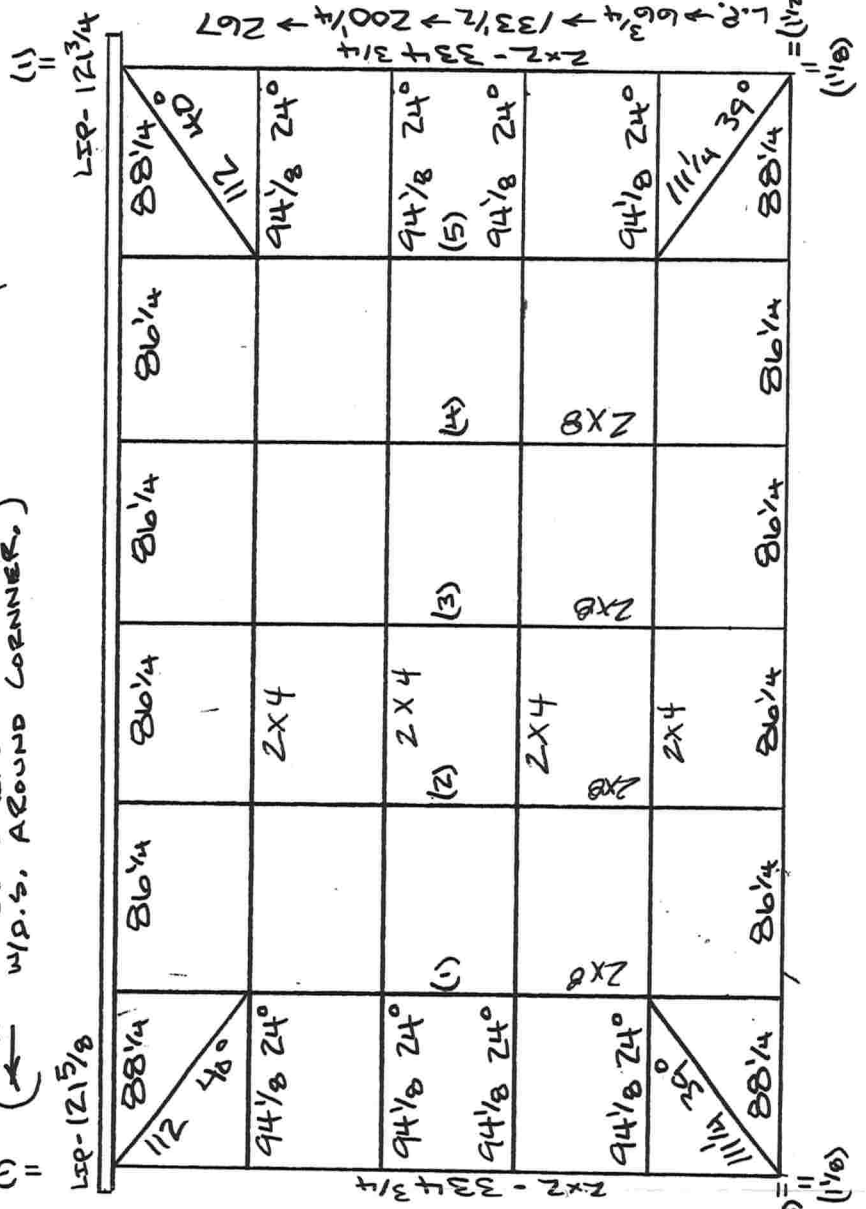 (← W/D.S. AROUND CORNNER.)
(1)
=
LIP - 121 5/8
LIP - 121 3/4
(1)
=
88 1/4
86 1/4
86 1/4
86 1/4
86 1/4
88 1/4
112 40°
112 40°
94 1/8 24°
2x4
94 1/8 24°
94 1/8 24°
2x4
94 1/8 24°
94 1/8 24°
(1)
(2)
(3)
(4)
(5)
94 1/8 24°
2x4
94 1/8 24°
2x4
94 1/8 24°
2x8
2x8
2x8
2x8
111 1/4 39°
111 1/4 39°
88 1/4
86 1/4
86 1/4
86 1/4
86 1/4
88 1/4
2x2 - 334 3/4
2x2 - 334 3/4
L.P. → 66 3/4 → 133 1/2 → 200 1/4 → 267
=
(1 1/8)
=
(1 1/8)